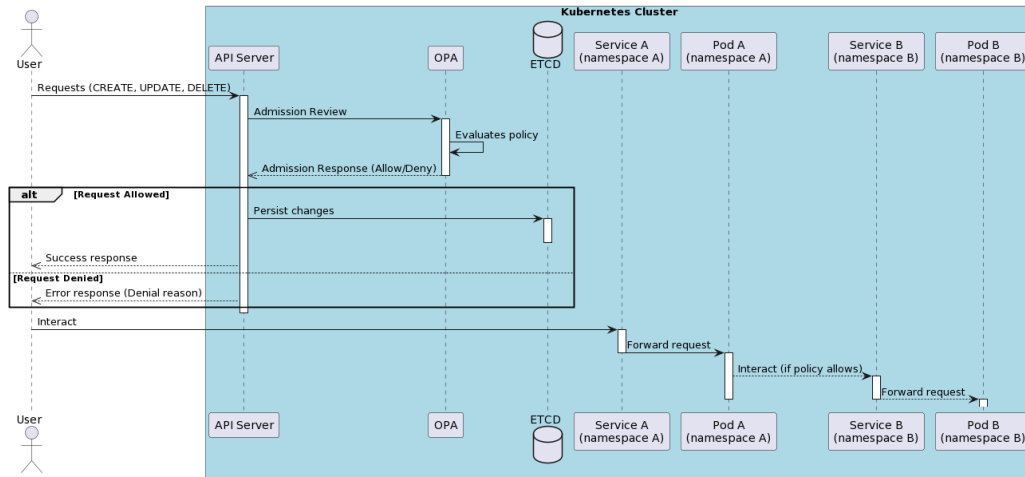 Kubernetes Cluster
User
API Server
OPA
ETCD
Service A
(namespace A)
Pod A
(namespace A)
Service B
(namespace B)
Pod B
(namespace B)
Requests (CREATE, UPDATE, DELETE)
Admission Review
Evaluates policy
Admission Response (Allow/Deny)
alt
[Request Allowed]
Persist changes
Success response
[Request Denied]
Error response (Denial reason)
Interact
Forward request
Interact (if policy allows)
Forward request
User
API Server
OPA
ETCD
Service A
(namespace A)
Pod A
(namespace A)
Service B
(namespace B)
Pod B
(namespace B)